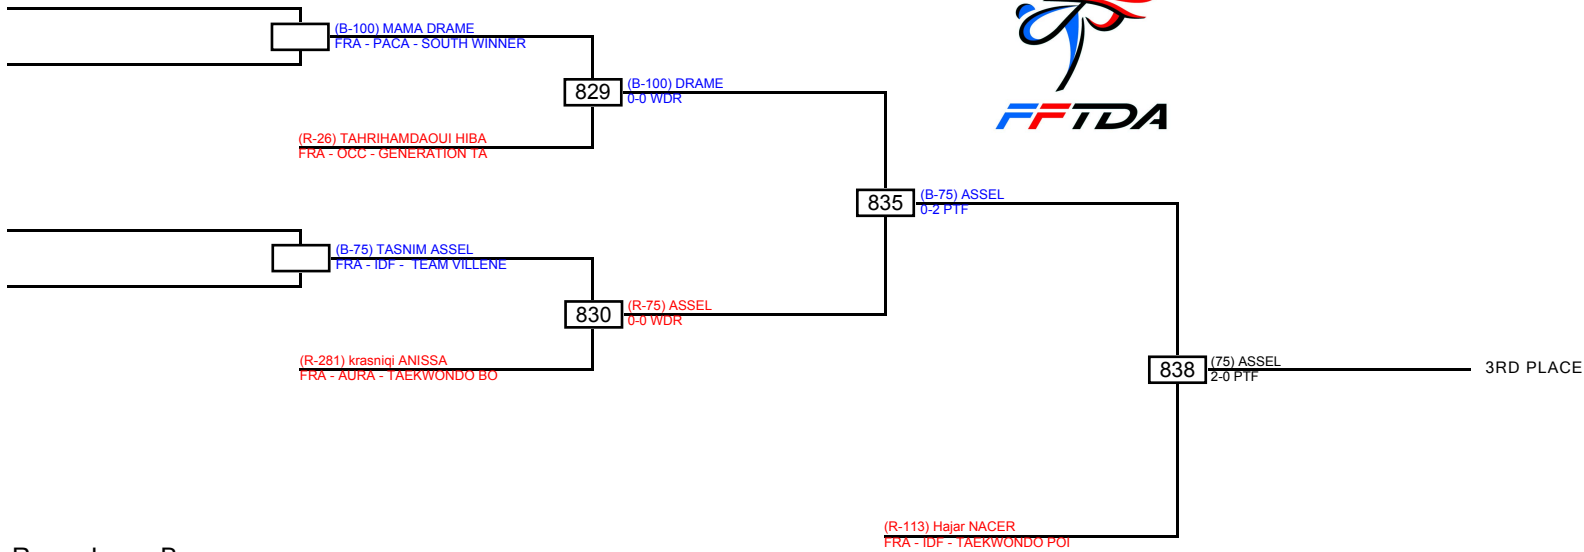 (B-100) MAMA DRAME
FRA - PACA - SOUTH WINNER
829
(B-100) DRAME
0-0 WDR
FFTDA
(R-26) TAHRIHAMDAOUI HIBA
FRA - OCC - GENERATION TA
835
(B-75) ASSEL
0-2 PTF
(B-75) TASNIM ASSEL
FRA - IDF - TEAM VILLENE
830
(R-75) ASSEL
0-0 WDR
(R-281) krasniqi ANISSA
FRA - AURA - TAEKWONDO BO
838
(75) ASSEL
2-0 PTF
3RD PLACE
(R-113) Hajar NACER
FRA - IDF - TAEKWONDO POI